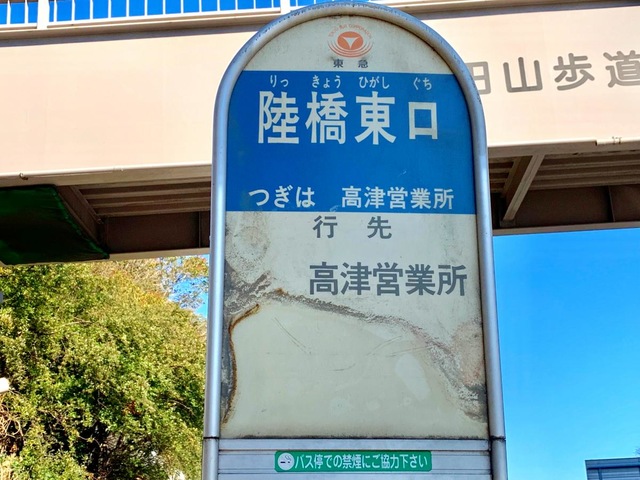 東急
りっ きょう ひがし ぐち
陸橋東口
つぎは 高津営業所
行先
高津営業所
バス停での禁煙にご協力下さい
山歩道